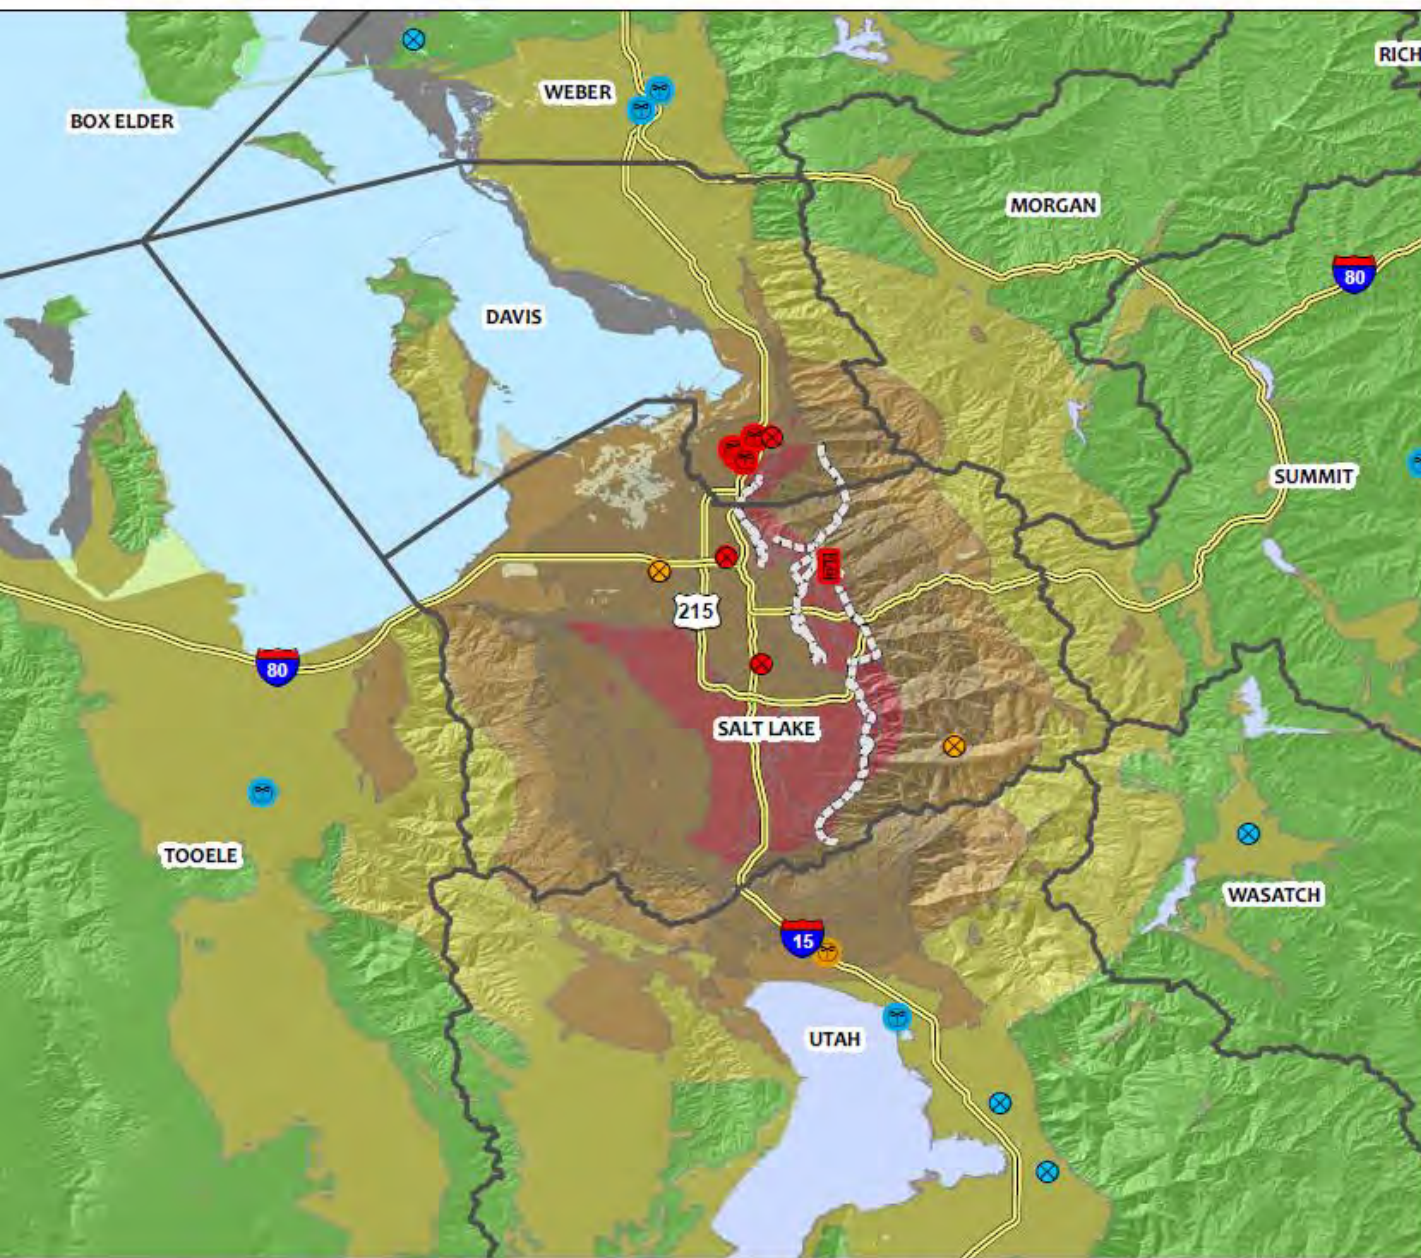 RICH
WEBER
BOX ELDER
MORGAN
80
DAVIS
SUMMIT
215
80
SALT LAKE
TOOELE
WASATCH
15
UTAH